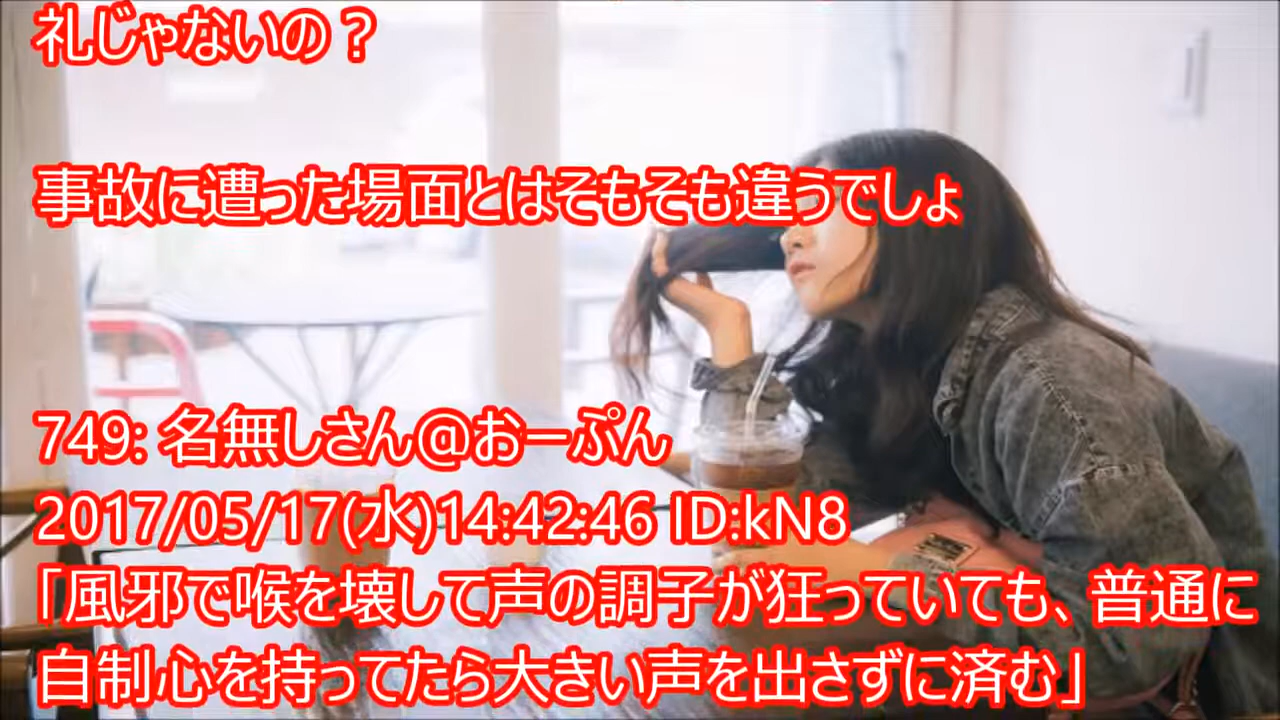 礼じゃないの？
事故に遭った場面とはそもそも違うでしょ
749: 名無しさん＠おーぷん
2017/05/17(水)14:42:46 ID:kN8
「風邪で喉を壊して声の調子が狂っていても、普通に
自制心を持ってたら大きい声を出さずに済む」